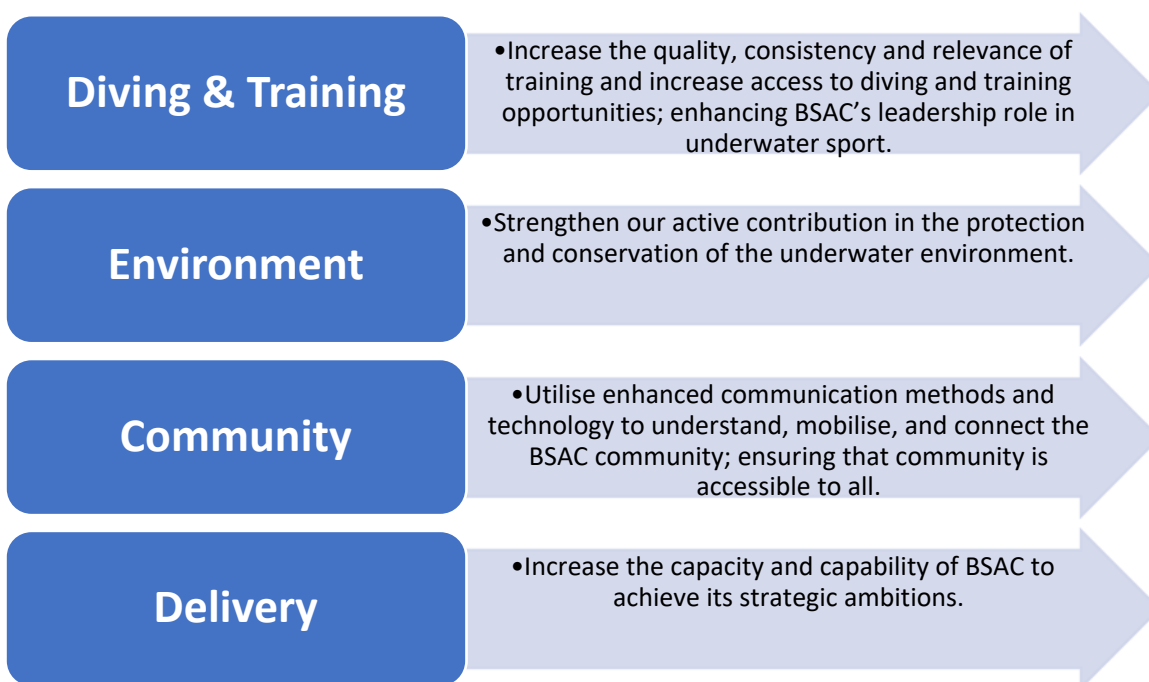 Diving & Training
•Increase the quality, consistency and relevance of
training and increase access to diving and training
opportunities; enhancing BSAC’s leadership role in
underwater sport.
Environment
•Strengthen our active contribution in the protection
and conservation of the underwater environment.
Community
•Utilise enhanced communication methods and
technology to understand, mobilise, and connect the
BSAC community; ensuring that community is
accessible to all.
Delivery
•Increase the capacity and capability of BSAC to
achieve its strategic ambitions.